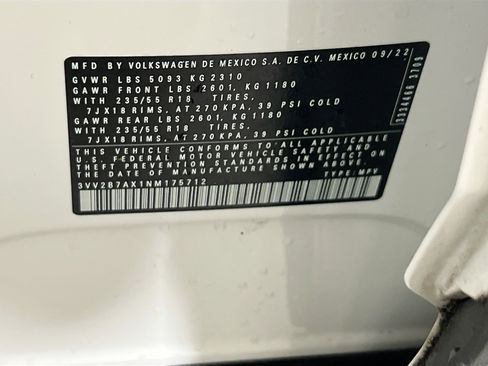 MFD BY VOLKSWAGEN DE MEXICO S.A. DE C.V. MEXICO 09/22
GVWR LBS 5093 KG 2310
GAWR FRONT LBS 2601, KG 1180
WITH 235/55 R18 TIRES,
7JX18 RIMS, AT 270 KPA, 39 PSI COLD
GAWR REAR LBS 2601, KG 1180
WITH 235/55 R18 TIRES,
7JX18 RIMS, AT 270 KPA, 39 PSI COLD
THIS VEHICLE CONFORMS TO ALL APPLICABLE
U.S. FEDERAL MOTOR VEHICLE SAFETY AND
THEFT PREVENTION STANDARDS IN EFFECT ON
THE DATE OF MANUFACTURE SHOWN ABOVE.
3VV2B7AX1NM175712 TYPE: MPV